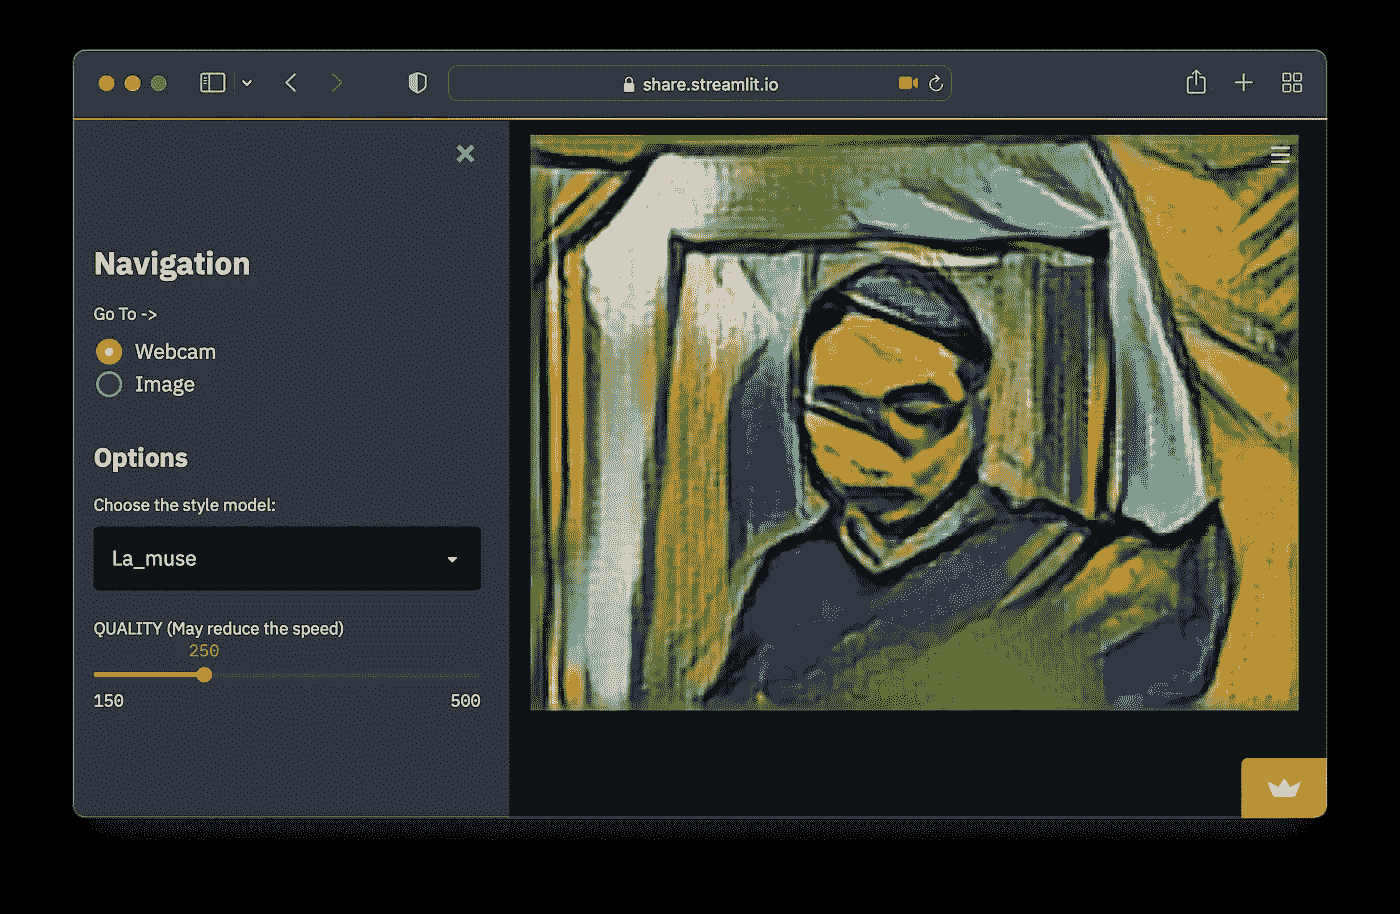 share.streamlit.io
Navigation
Go To ->
Webcam
Image
Options
Choose the style model:
La_muse
QUALITY (May reduce the speed)
250
150
500